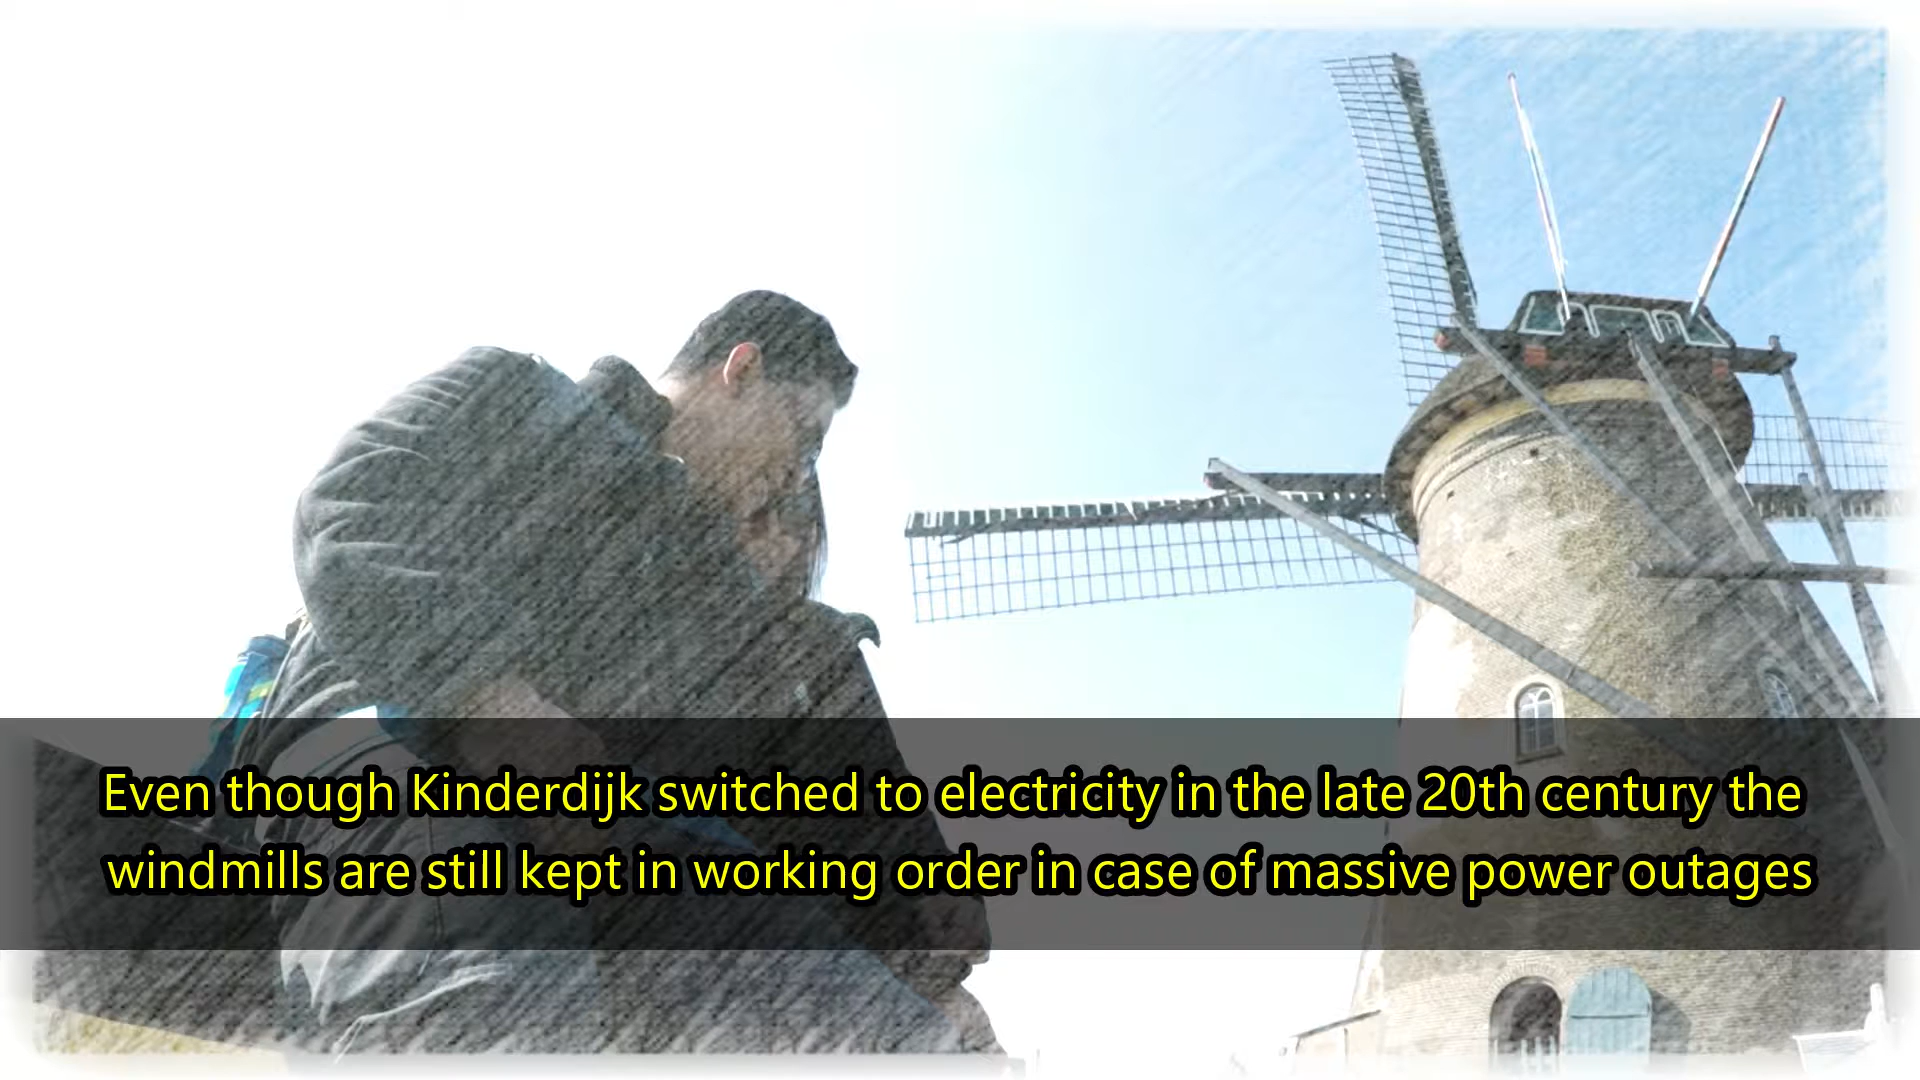 Even though Kinderdijk switched to electricity in the late 20th century the
windmills are still kept in working order in case of massive power outages